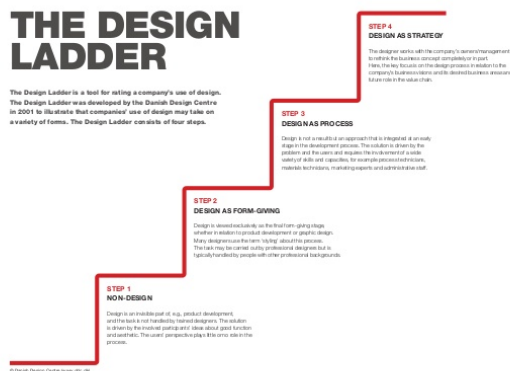 THE DESIGN
LADDER
The Design Ladder is a tool for rating a company's use of design.
The Design Ladder was developed by the Danish Design Centre
in 2001 to illustrate that companies' use of design may take on
a variety of forms. The Design Ladder consists of four steps.
STEP 4
DESIGN AS STRATEGY
The designer works with the company's owners/management
to rethink the business concept completely or in part.
Here, the key focus is on the design process in relation to the
company's business visions and its desired business areas and
future role in the value chain.
STEP 3
DESIGN AS PROCESS
Design is not a result but an approach that is integrated at an early
stage in the development process. The solution is driven by the
problem and the users and requires the involvement of a wide
variety of skills and capacities, for example process technicians,
materials technicians, marketing experts and administrative staff.
STEP 2
DESIGN AS FORM-GIVING
Design is viewed exclusively as the final form-giving stage,
whether in relation to product development or graphic design.
Many designers use the term 'styling' about this process.
The task may be carried out by professional designers but is
typically handled by people with other professional backgrounds.
STEP 1
NON-DESIGN
Design is an invisible part of, e.g., product development,
and the task is not handled by trained designers. The solution
is driven by the involved participants' ideas about good function
and aesthetic. The users' perspective plays little or no role in the
process.